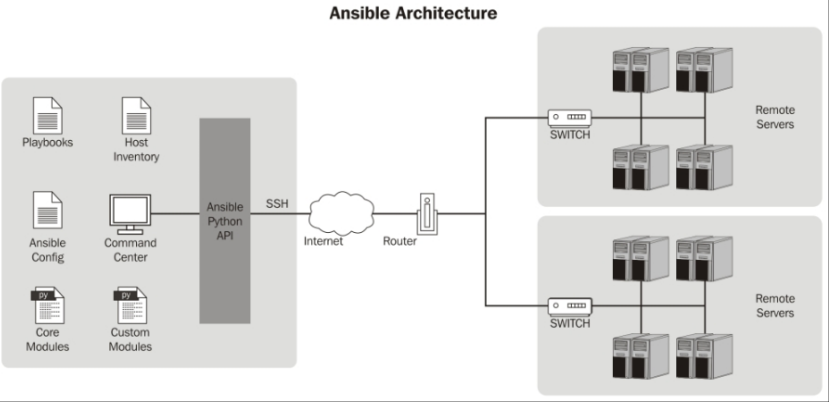 Ansible Architecture
Playbooks
Host
Inventory
Ansible
Config
Command
Center
PY
Core
Modules
PY
Custom
Modules
Ansible
Python
API
SSH
Internet
Router
SWITCH
Remote
Servers
SWITCH
Remote
Servers